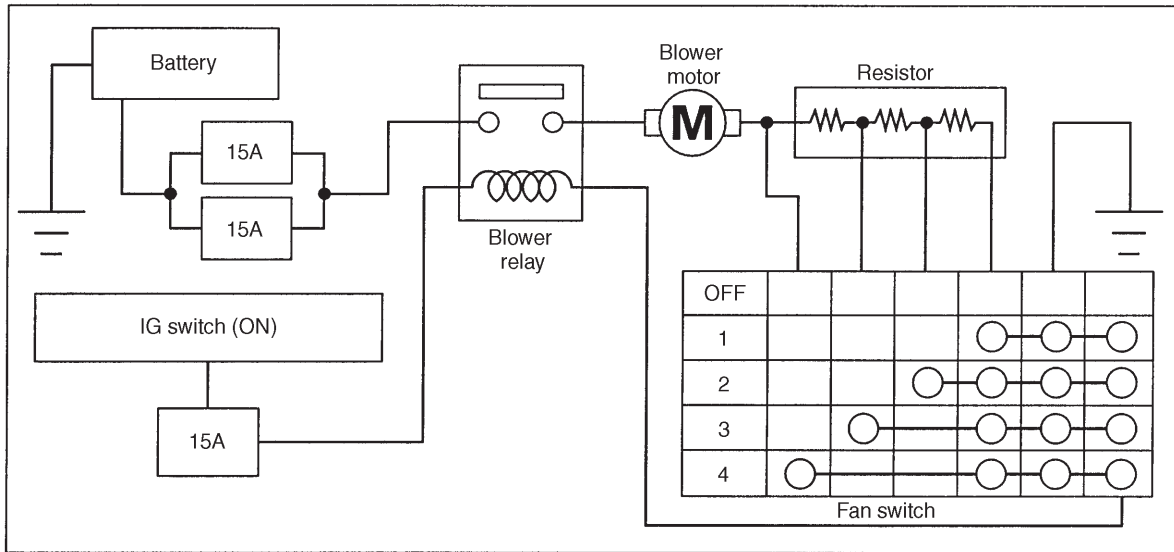 Battery
15A
15A
Blower
relay
Blower
motor
M
Resistor
IG switch (ON)
15A
OFF
1
2
3
4
Fan switch